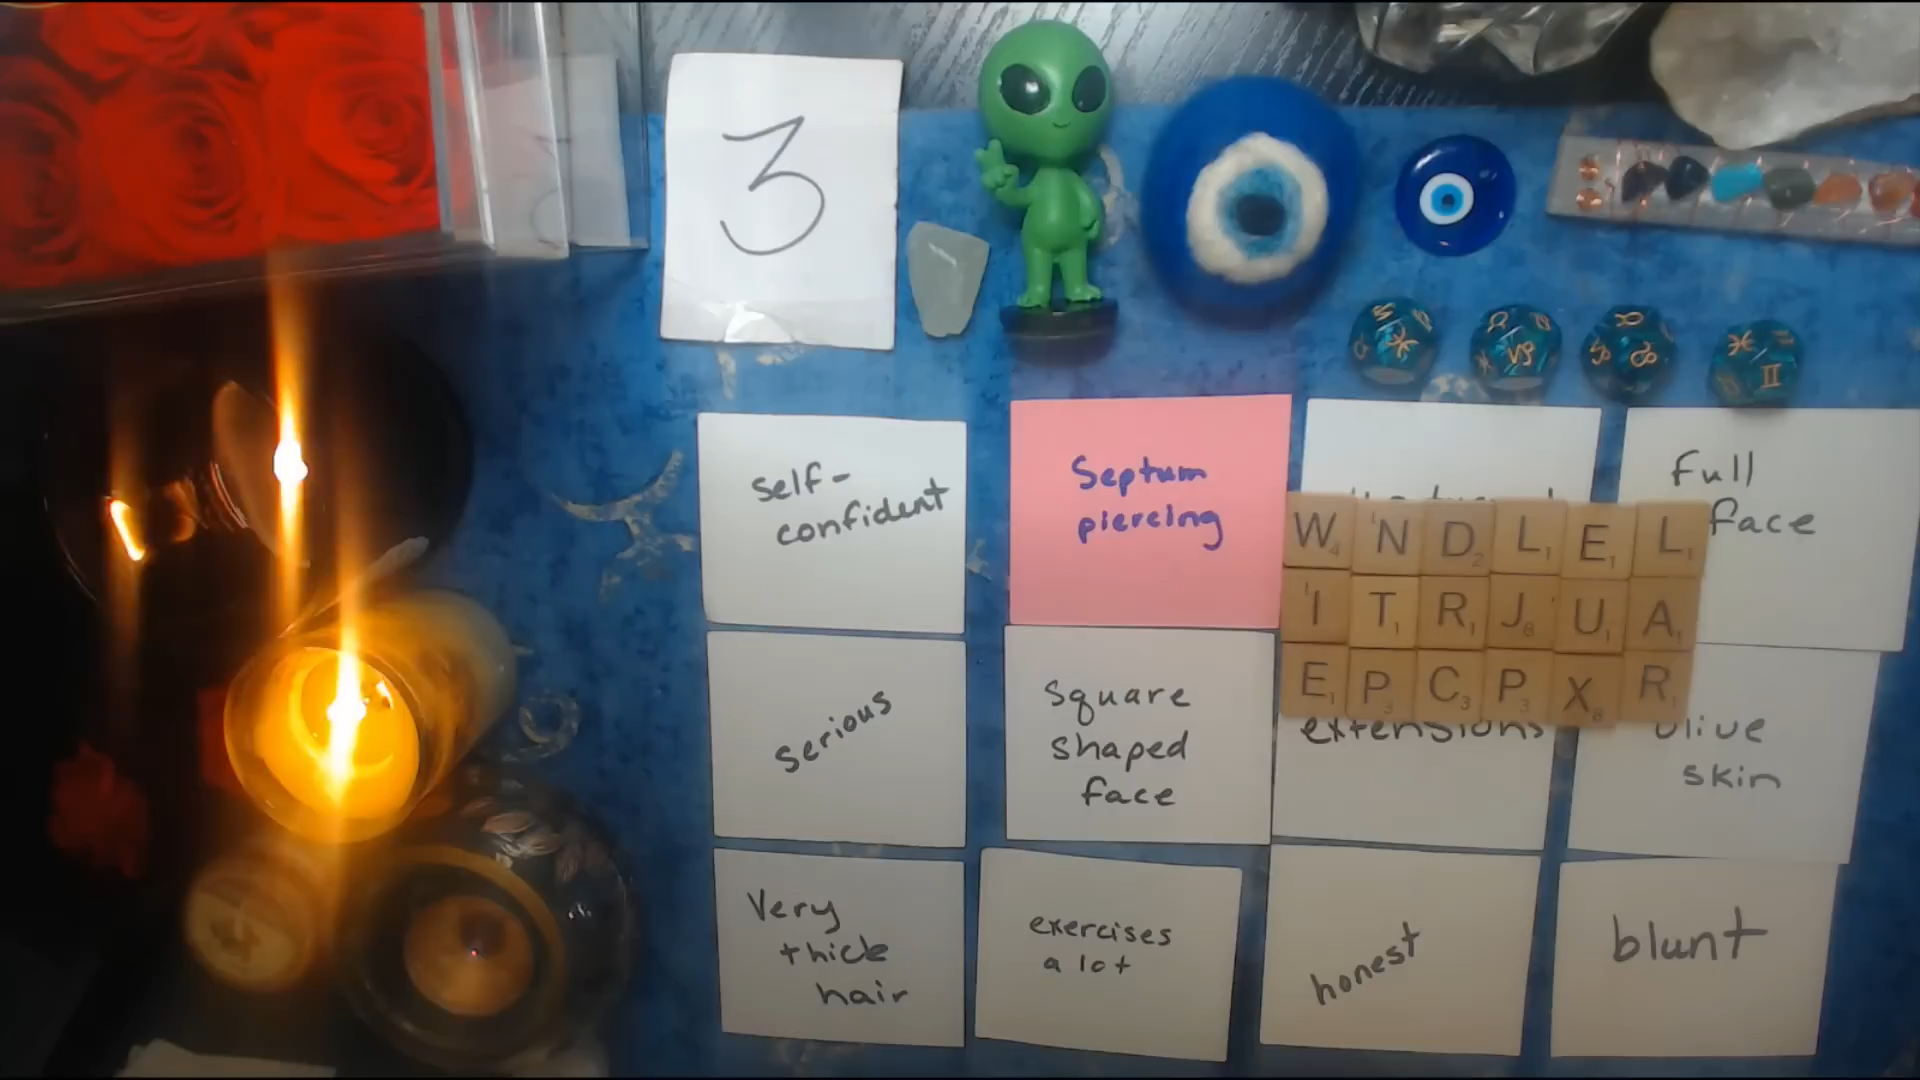 3
self-
confident
Septum
piercing
Full
face
W N D L E L
I T R J U A
E P C P X R
serious
square
shaped
face
extensions
olive
skin
Very
thick
hair
exercises
a lot
honest
blunt